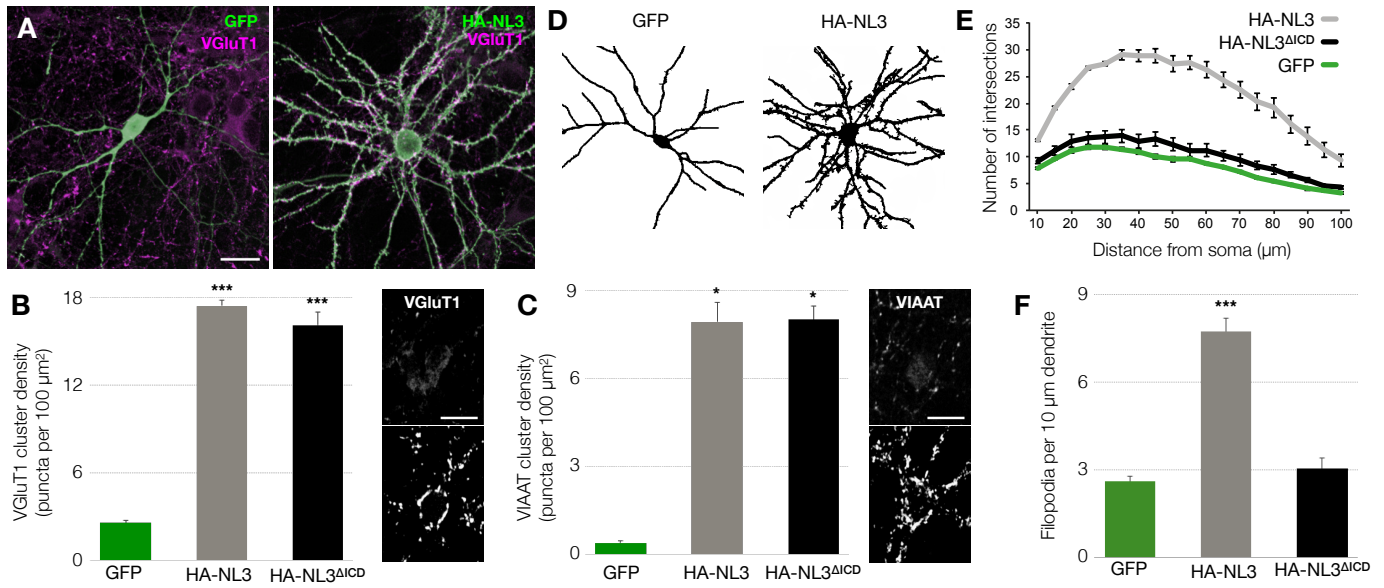 A
GFP
VGluT1
HA-NL3
VGluT1
D
GFP
HA-NL3
E
Number of intersections
35
30
25
20
15
10
5
0
10 20 30 40 50 60 70 80 90 100
Distance from soma (µm)
HA-NL3
HA-NL3ΔICD
GFP
B
VGluT1 cluster density
(puncta per 100 µm²)
18
12
6
0
***
***
GFP HA-NL3 HA-NL3ΔICD
VGluT1
C
VIAAT cluster density
(puncta per 100 µm²)
9
6
3
0
*
*
GFP HA-NL3 HA-NL3ΔICD
VIAAT
F
Filopodia per 10 µm dendrite
9
6
3
0
***
GFP HA-NL3 HA-NL3ΔICD